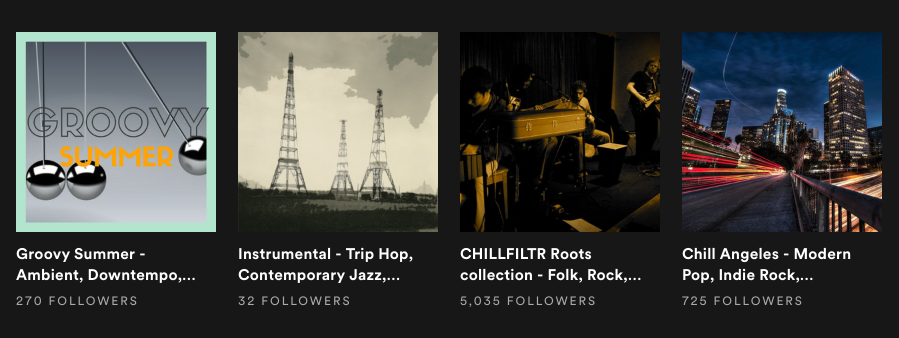 GROOVY
SUMMER
Groovy Summer -
Ambient, Downtempo,...
270 FOLLOWERS
Instrumental - Trip Hop,
Contemporary Jazz,...
32 FOLLOWERS
CHILLFILTR Roots
collection - Folk, Rock,...
5,035 FOLLOWERS
Chill Angeles - Modern
Pop, Indie Rock,...
725 FOLLOWERS